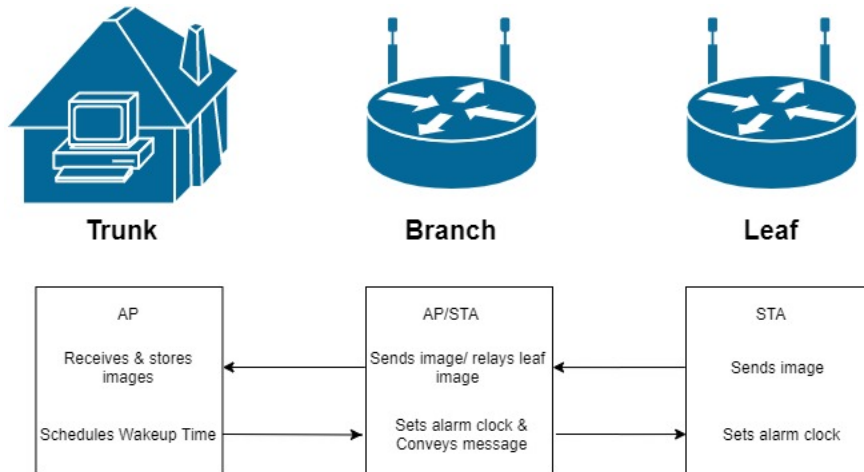 Trunk
Branch
Leaf
AP
Receives & stores
images
Schedules Wakeup Time
AP/STA
Sends image/ relays leaf
image
Sets alarm clock &
Conveys message
STA
Sends image
Sets alarm clock